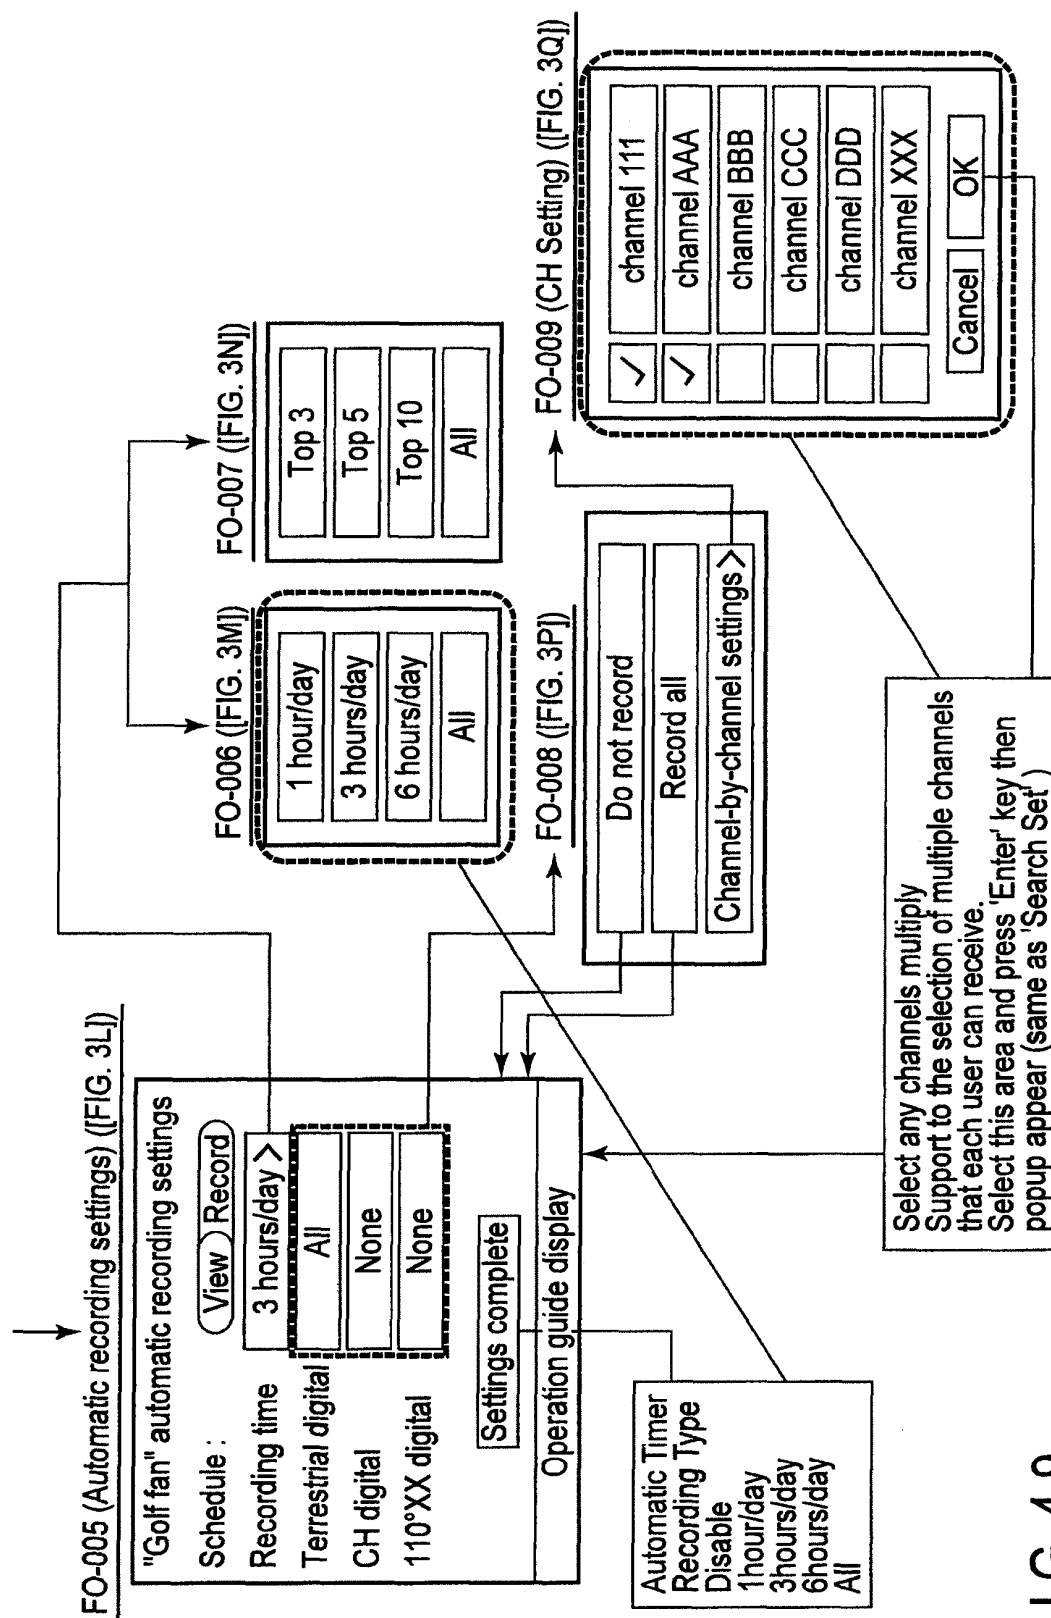 FO-005 (Automatic recording settings) ([FIG. 3L])
"Golf fan" automatic recording settings
Schedule :
View
Record
Recording time
3 hours/day >
Terrestrial digital
All
CH digital
None
110°XX digital
None
Settings complete
Operation guide display
Automatic Timer
Recording Type
Disable
1hour/day
3hours/day
6hours/day
All
FO-006 ([FIG. 3M])
1 hour/day
3 hours/day
6 hours/day
All
FO-007 ([FIG. 3N])
Top 3
Top 5
Top 10
All
FO-008 ([FIG. 3P])
Do not record
Record all
Channel-by-channel settings >
FO-009 (CH Setting) ([FIG. 3Q])
channel 111
channel AAA
channel BBB
channel CCC
channel DDD
channel XXX
Cancel
OK
Select any channels multiply
Support to the selection of multiple channels
that each user can receive.
Select this area and press 'Enter' key then
popup appear (same as 'Search Set')